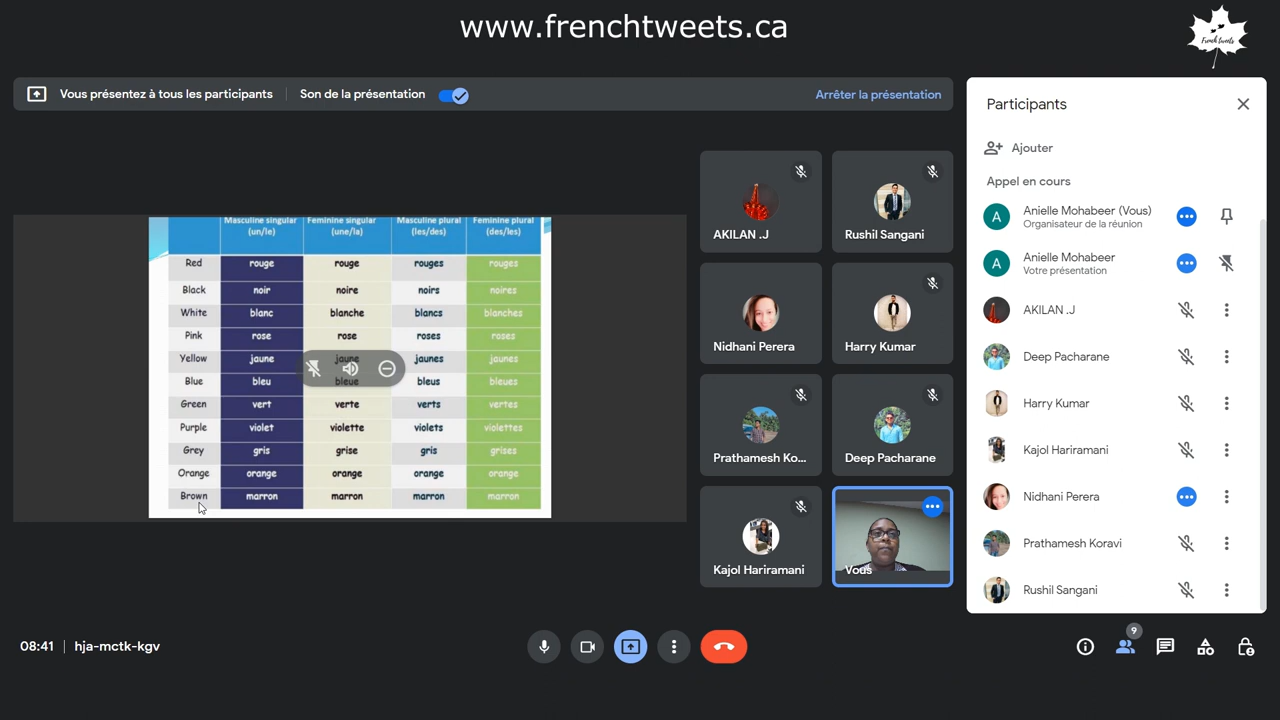 www.frenchtweets.ca
French tweets
Vous présentez à tous les participants
Son de la présentation
Arrêter la présentation
Masculine singular Feminine singular Masculine plural Feminine plural
(un/le) (une/la) (les/des) (des/les)
Red rouge rouge rouges rouges
Black noir noire noirs noires
White blanc blanche blancs blanches
Pink rose rose roses roses
Yellow jaune jaune jaunes jaunes
Blue bleu bleue bleus bleues
Green vert verte verts vertes
Purple violet violette violets violettes
Grey gris grise gris grises
Orange orange orange orange orange
Brown marron marron marron marron
AKILAN .J
Rushil Sangani
Nidhani Perera
Harry Kumar
Prathamesh Ko...
Deep Pacharane
Kajol Hariramani
Vous
Participants
Ajouter
Appel en cours
A
Anielle Mohabeer (Vous)
Organisateur de la réunion
A
Anielle Mohabeer
Votre présentation
AKILAN .J
Deep Pacharane
Harry Kumar
Kajol Hariramani
Nidhani Perera
Prathamesh Koravi
Rushil Sangani
08:41 | hja-mctk-kgv
9